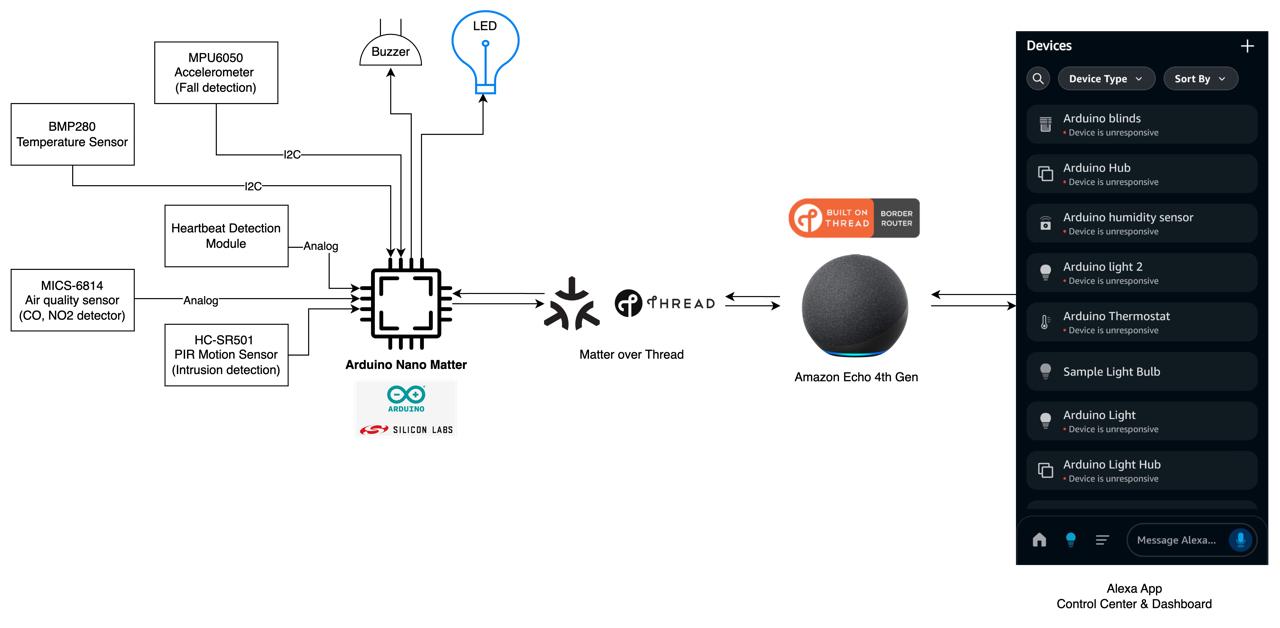 LED
Buzzer
MPU6050
Accelerometer
(Fall detection)
BMP280
Temperature Sensor
I2C
I2C
Heartbeat Detection
Module
Analog
MICS-6814
Air quality sensor
(CO, NO2 detector)
Analog
HC-SR501
PIR Motion Sensor
(Intrusion detection)
Arduino Nano Matter
ARDUINO
SILICON LABS
THREAD
Matter over Thread
BUILT ON
THREAD
BORDER
ROUTER
Amazon Echo 4th Gen
Devices
Device Type
Sort By
Arduino blinds
Device is unresponsive
Arduino Hub
Device is unresponsive
Arduino humidity sensor
Device is unresponsive
Arduino light 2
Device is unresponsive
Arduino Thermostat
Device is unresponsive
Sample Light Bulb
Arduino Light
Device is unresponsive
Arduino Light Hub
Device is unresponsive
Message Alexa...
Alexa App
Control Center & Dashboard